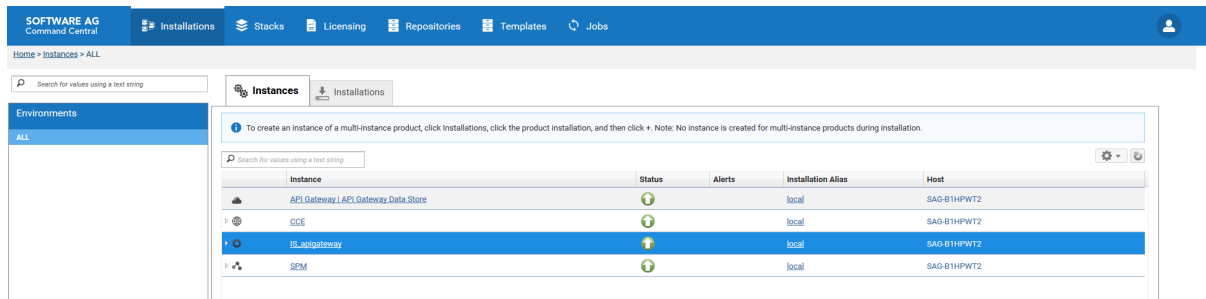 SOFTWARE AG
Command Central
Installations
Stacks
Licensing
Repositories
Templates
Jobs
Home > Instances > ALL
Search for values using a text string
Instances
Installations
Environments
ALL
To create an instance of a multi-instance product, click Installations, click the product installation, and then click +. Note: No instance is created for multi-instance products during installation.
Search for values using a text string
Instance Status Alerts Installation Alias Host
API Gateway | API Gateway Data Store local SAG-B1HPWT2
CCE local SAG-B1HPWT2
IS_apigateway local SAG-B1HPWT2
SPM local SAG-B1HPWT2